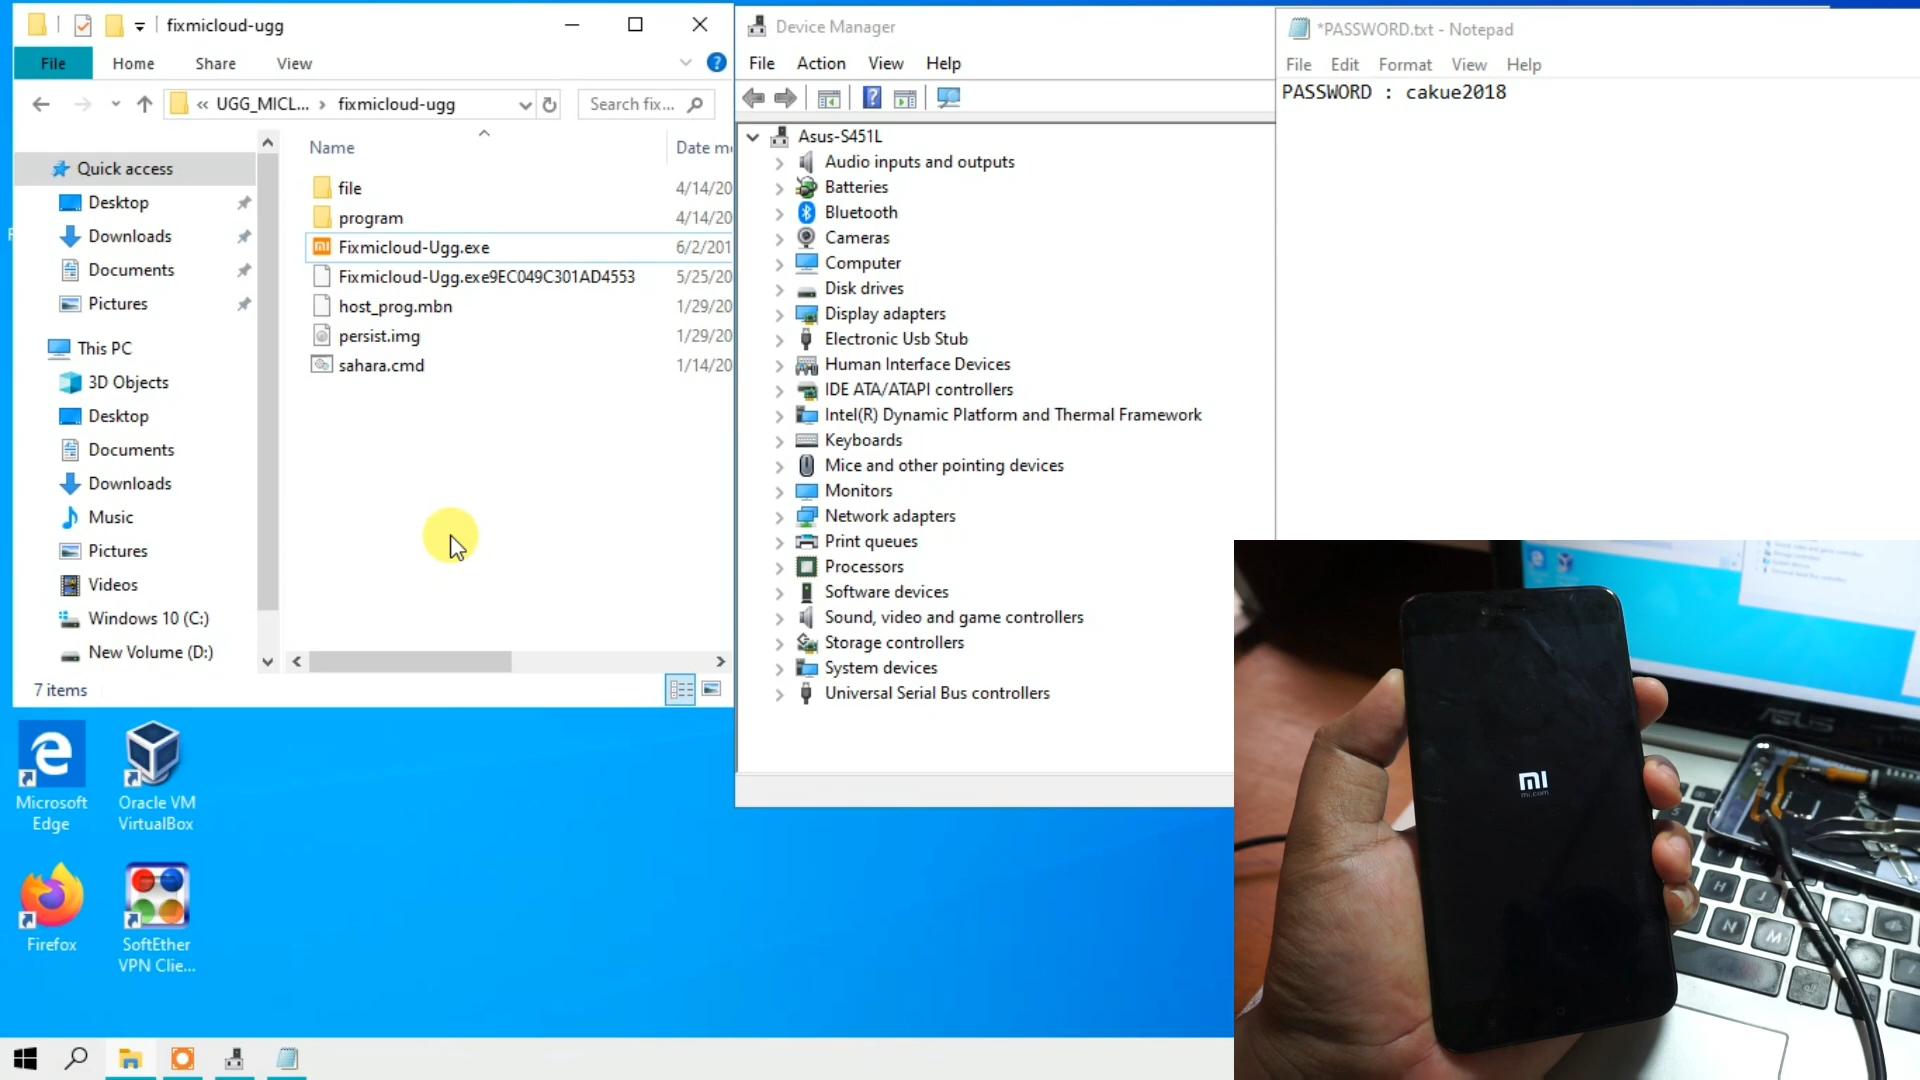 fixmicloud-ugg
File Home Share View
« UGG_MICL... › fixmicloud-ugg
Search fix...
Quick access
Desktop
Downloads
Documents
Pictures
This PC
3D Objects
Desktop
Documents
Downloads
Music
Pictures
Videos
Windows 10 (C:)
New Volume (D:)
Name Date m
file 4/14/20
program 4/14/20
Fixmicloud-Ugg.exe 6/2/201
Fixmicloud-Ugg.exe9EC049C301AD4553 5/25/20
host_prog.mbn 1/29/20
persist.img 1/29/20
sahara.cmd 1/14/20
7 items
Device Manager
File Action View Help
Asus-S451L
Audio inputs and outputs
Batteries
Bluetooth
Cameras
Computer
Disk drives
Display adapters
Electronic Usb Stub
Human Interface Devices
IDE ATA/ATAPI controllers
Intel(R) Dynamic Platform and Thermal Framework
Keyboards
Mice and other pointing devices
Monitors
Network adapters
Print queues
Processors
Software devices
Sound, video and game controllers
Storage controllers
System devices
Universal Serial Bus controllers
*PASSWORD.txt - Notepad
File Edit Format View Help
PASSWORD : cakue2018
Microsoft
Edge
Oracle VM
VirtualBox
Firefox
SoftEther
VPN Clie...
mi
mi.com
ASUS
H
J
N
M